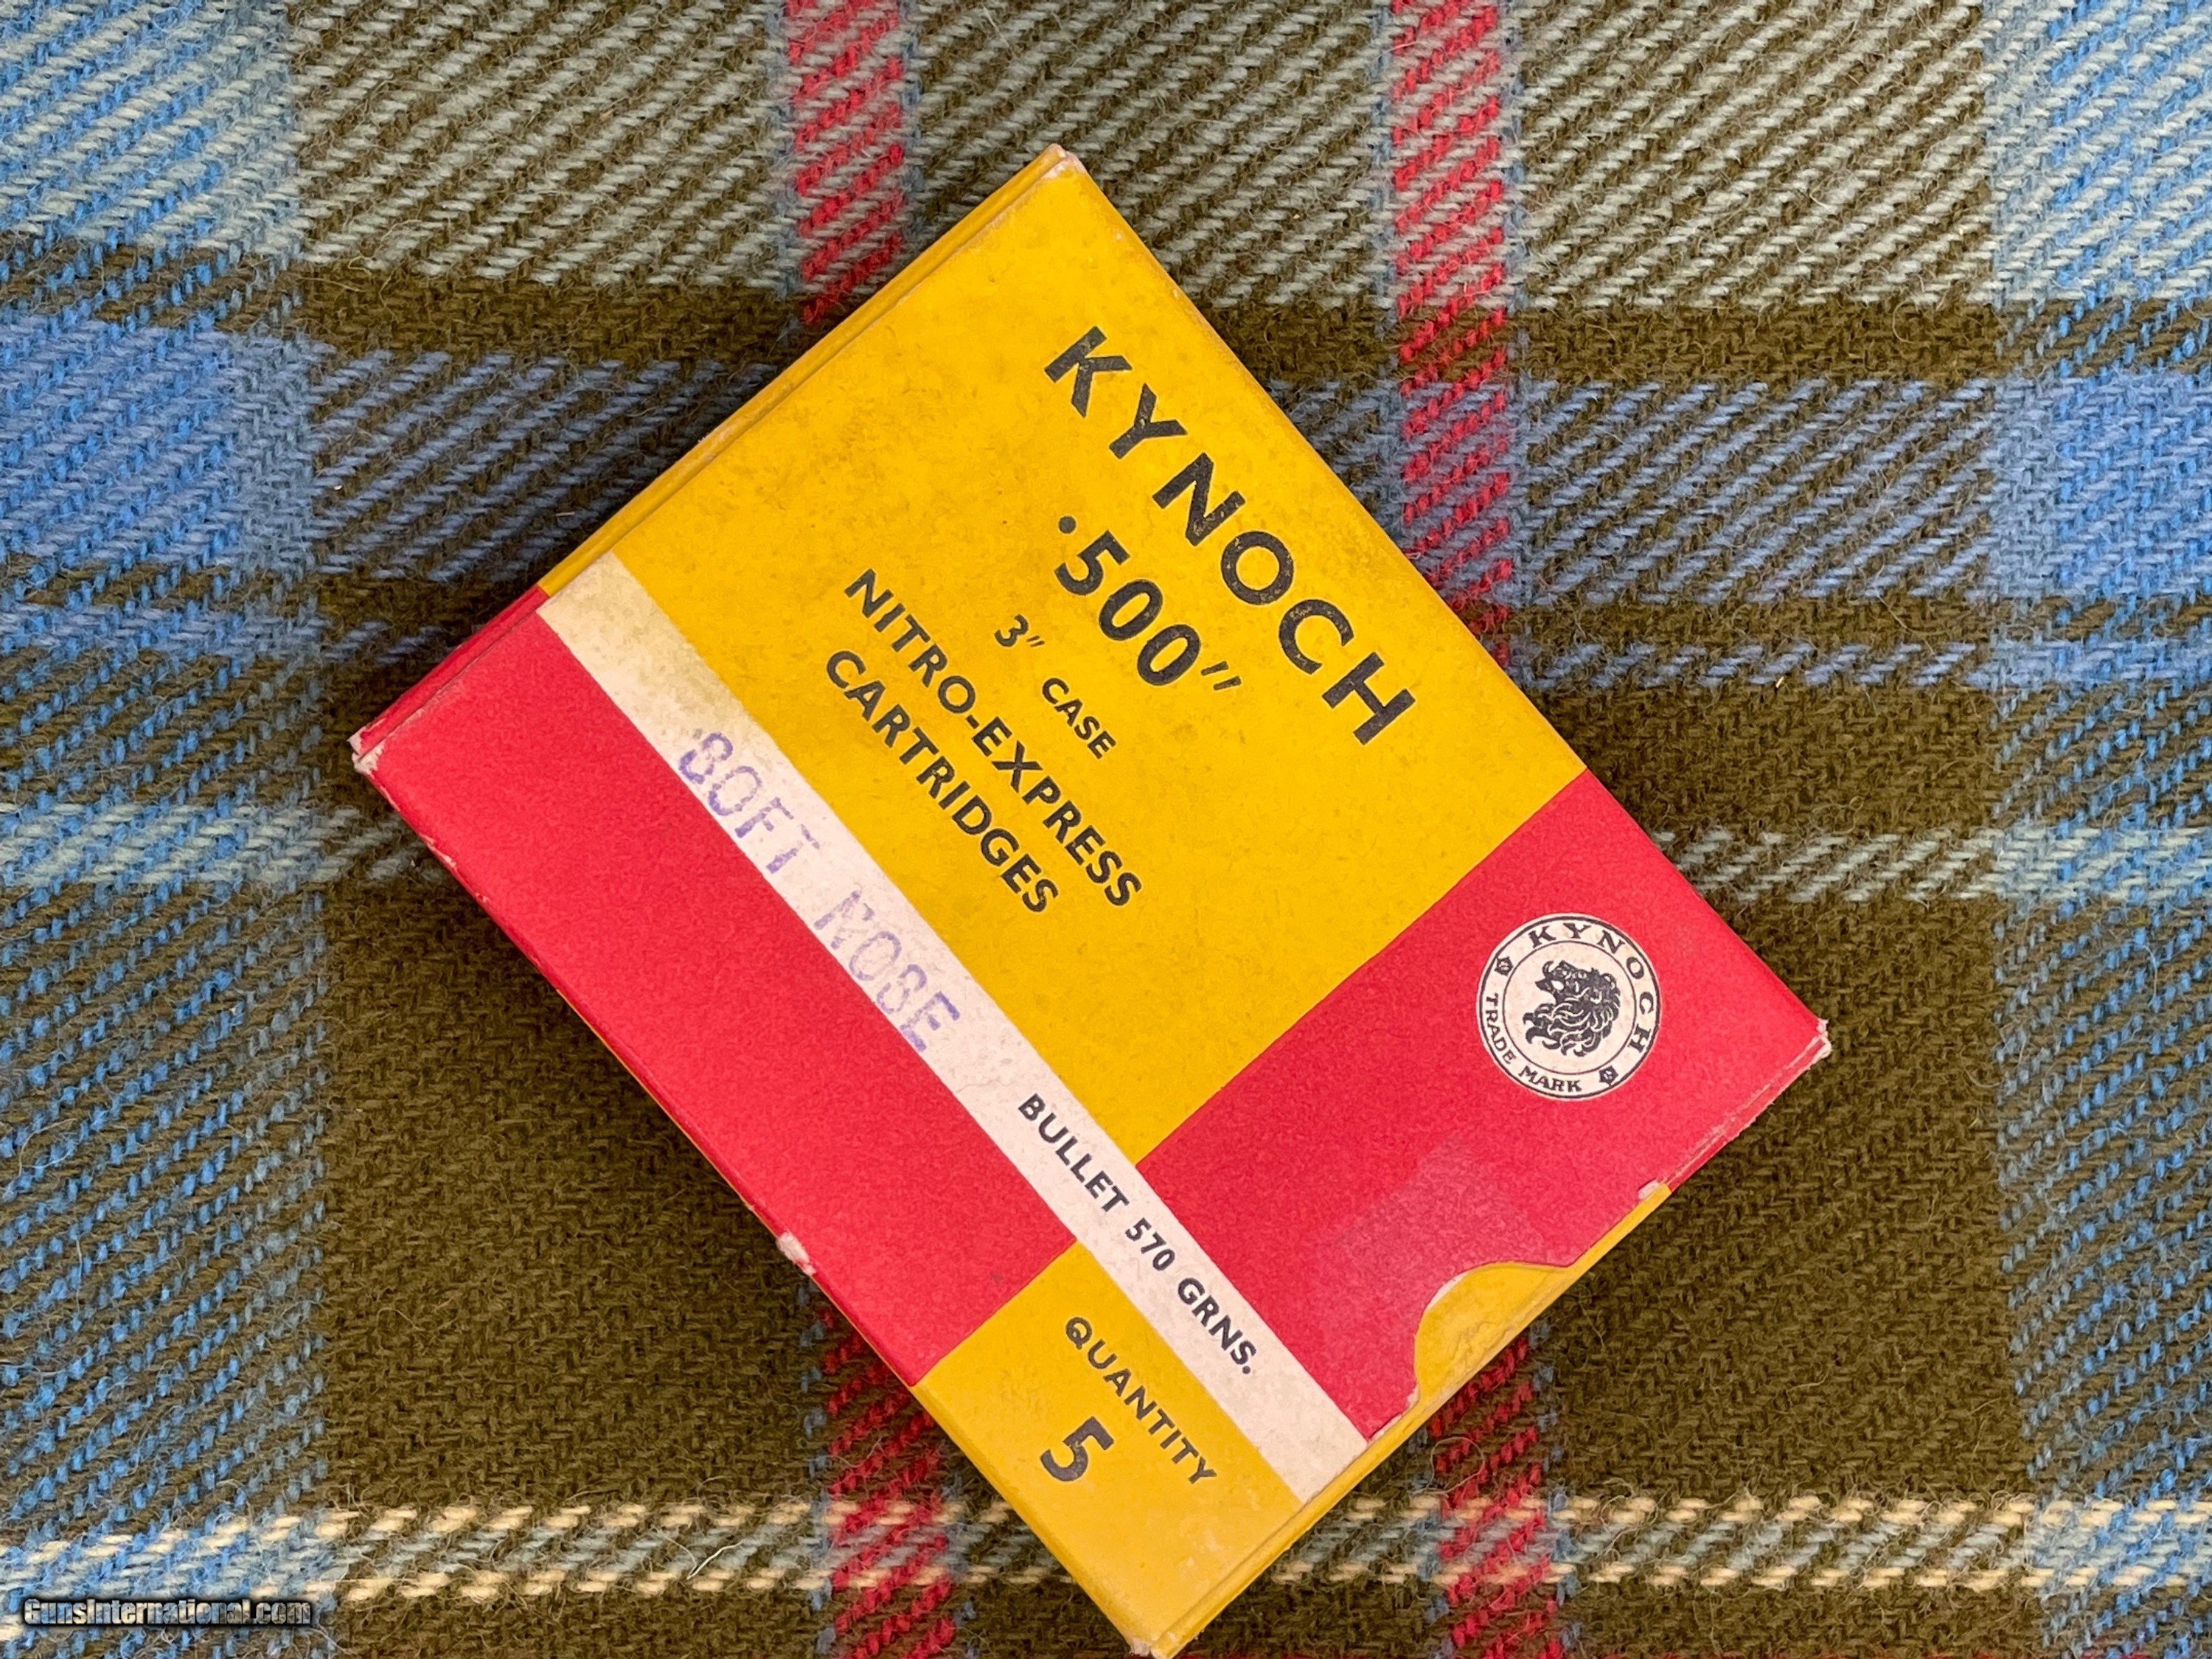 KYNOCH
.500"
3" CASE
NITRO-EXPRESS
CARTRIDGES
SOFT NOSE
BULLET 570 GRNS.
QUANTITY
5
KYNOCH
TRADE MARK
GunsInternational.com